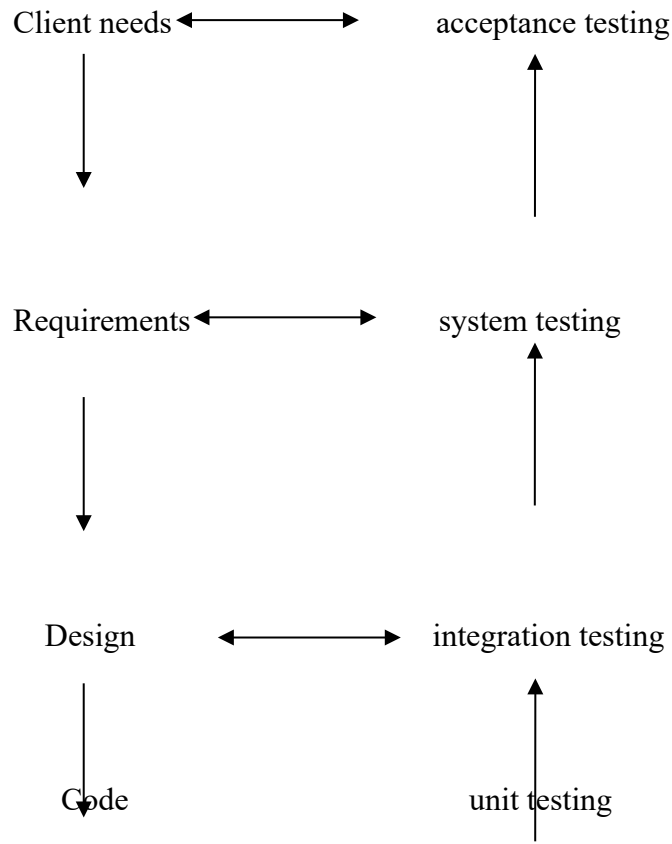 Client needs acceptance testing
Requirements system testing
Design integration testing
Code unit testing